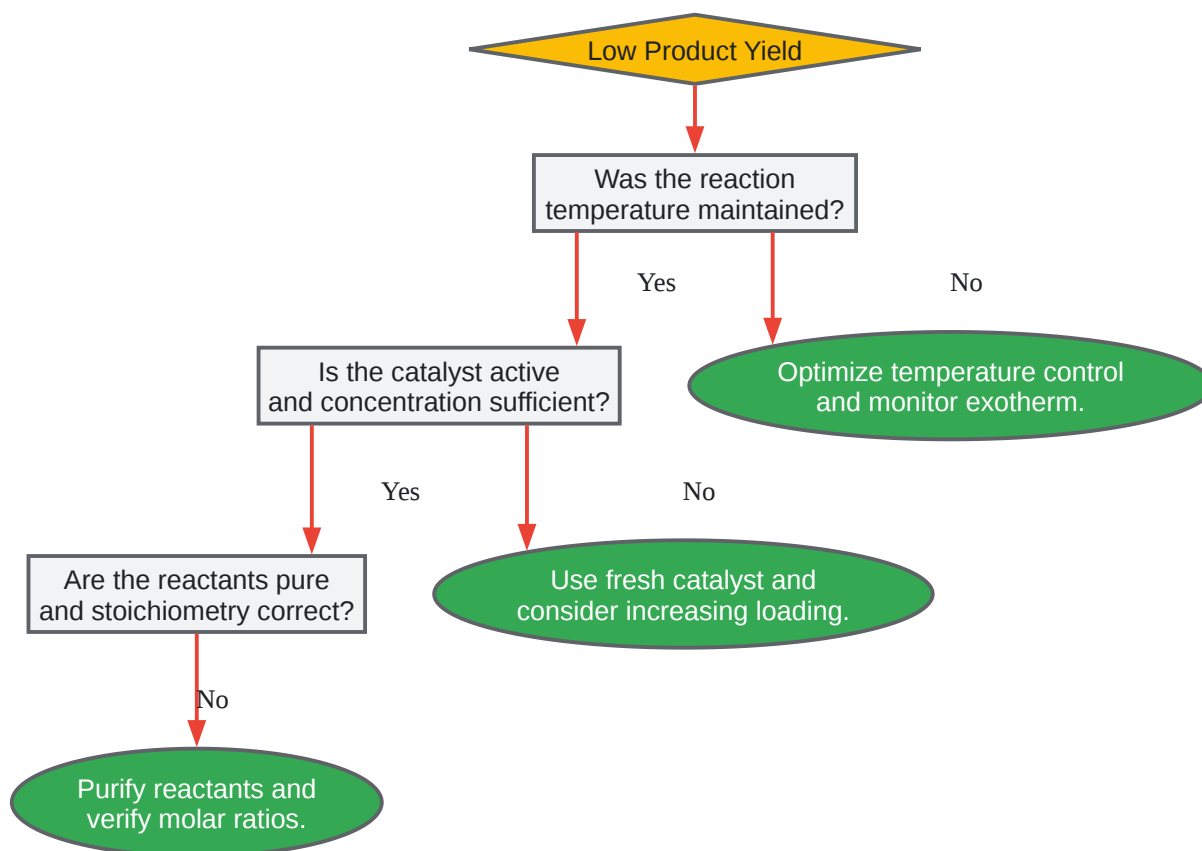 Low Product Yield
Was the reaction
temperature maintained?
Yes
No
Is the catalyst active
and concentration sufficient?
Optimize temperature control
and monitor exotherm.
Yes
No
Are the reactants pure
and stoichiometry correct?
Use fresh catalyst and
consider increasing loading.
No
Purify reactants and
verify molar ratios.